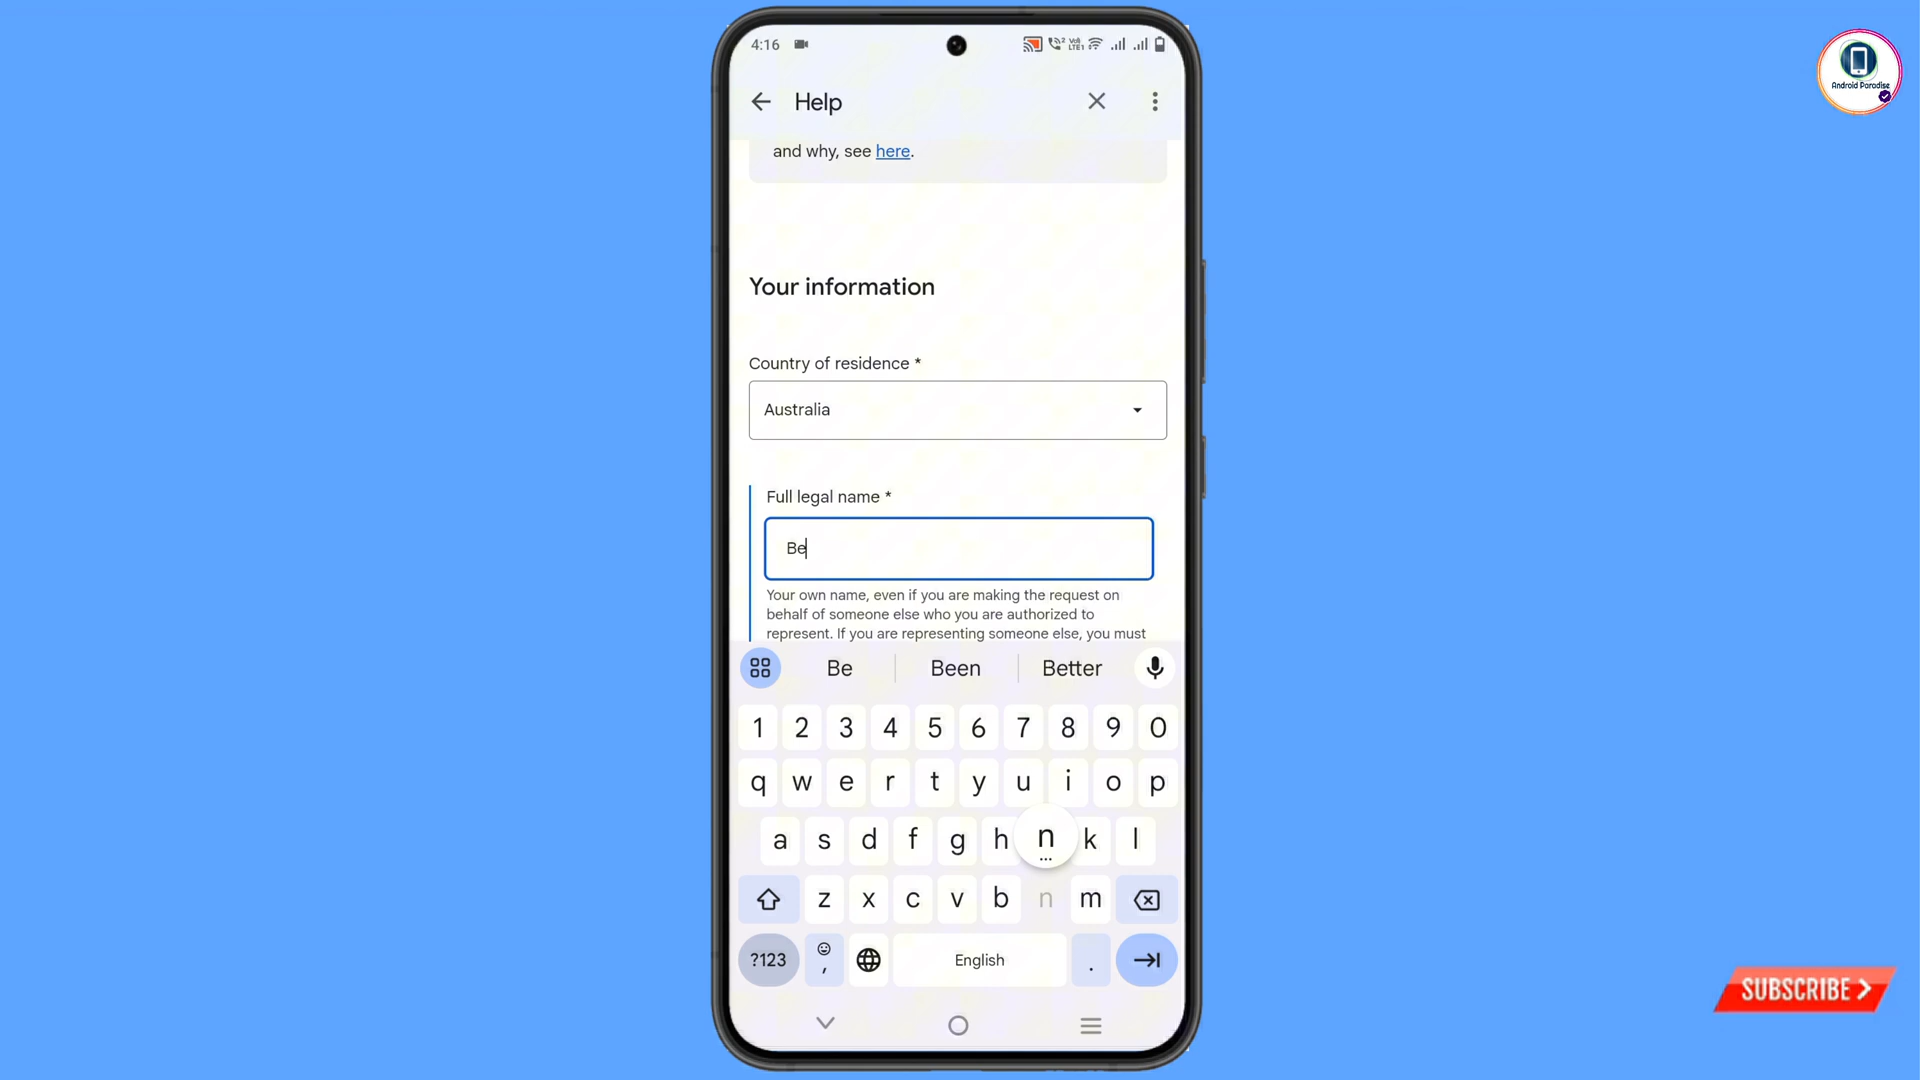 4:16
Help
and why, see here.
Your information
Country of residence *
Australia
Full legal name *
Be
Your own name, even if you are making the request on
behalf of someone else who you are authorized to
represent. If you are representing someone else, you must
Be Been Better
1 2 3 4 5 6 7 8 9 0
q w e r t y u i o p
a s d f g h n k l
z x c v b n m
?123 , English .
Android Paradise
SUBSCRIBE